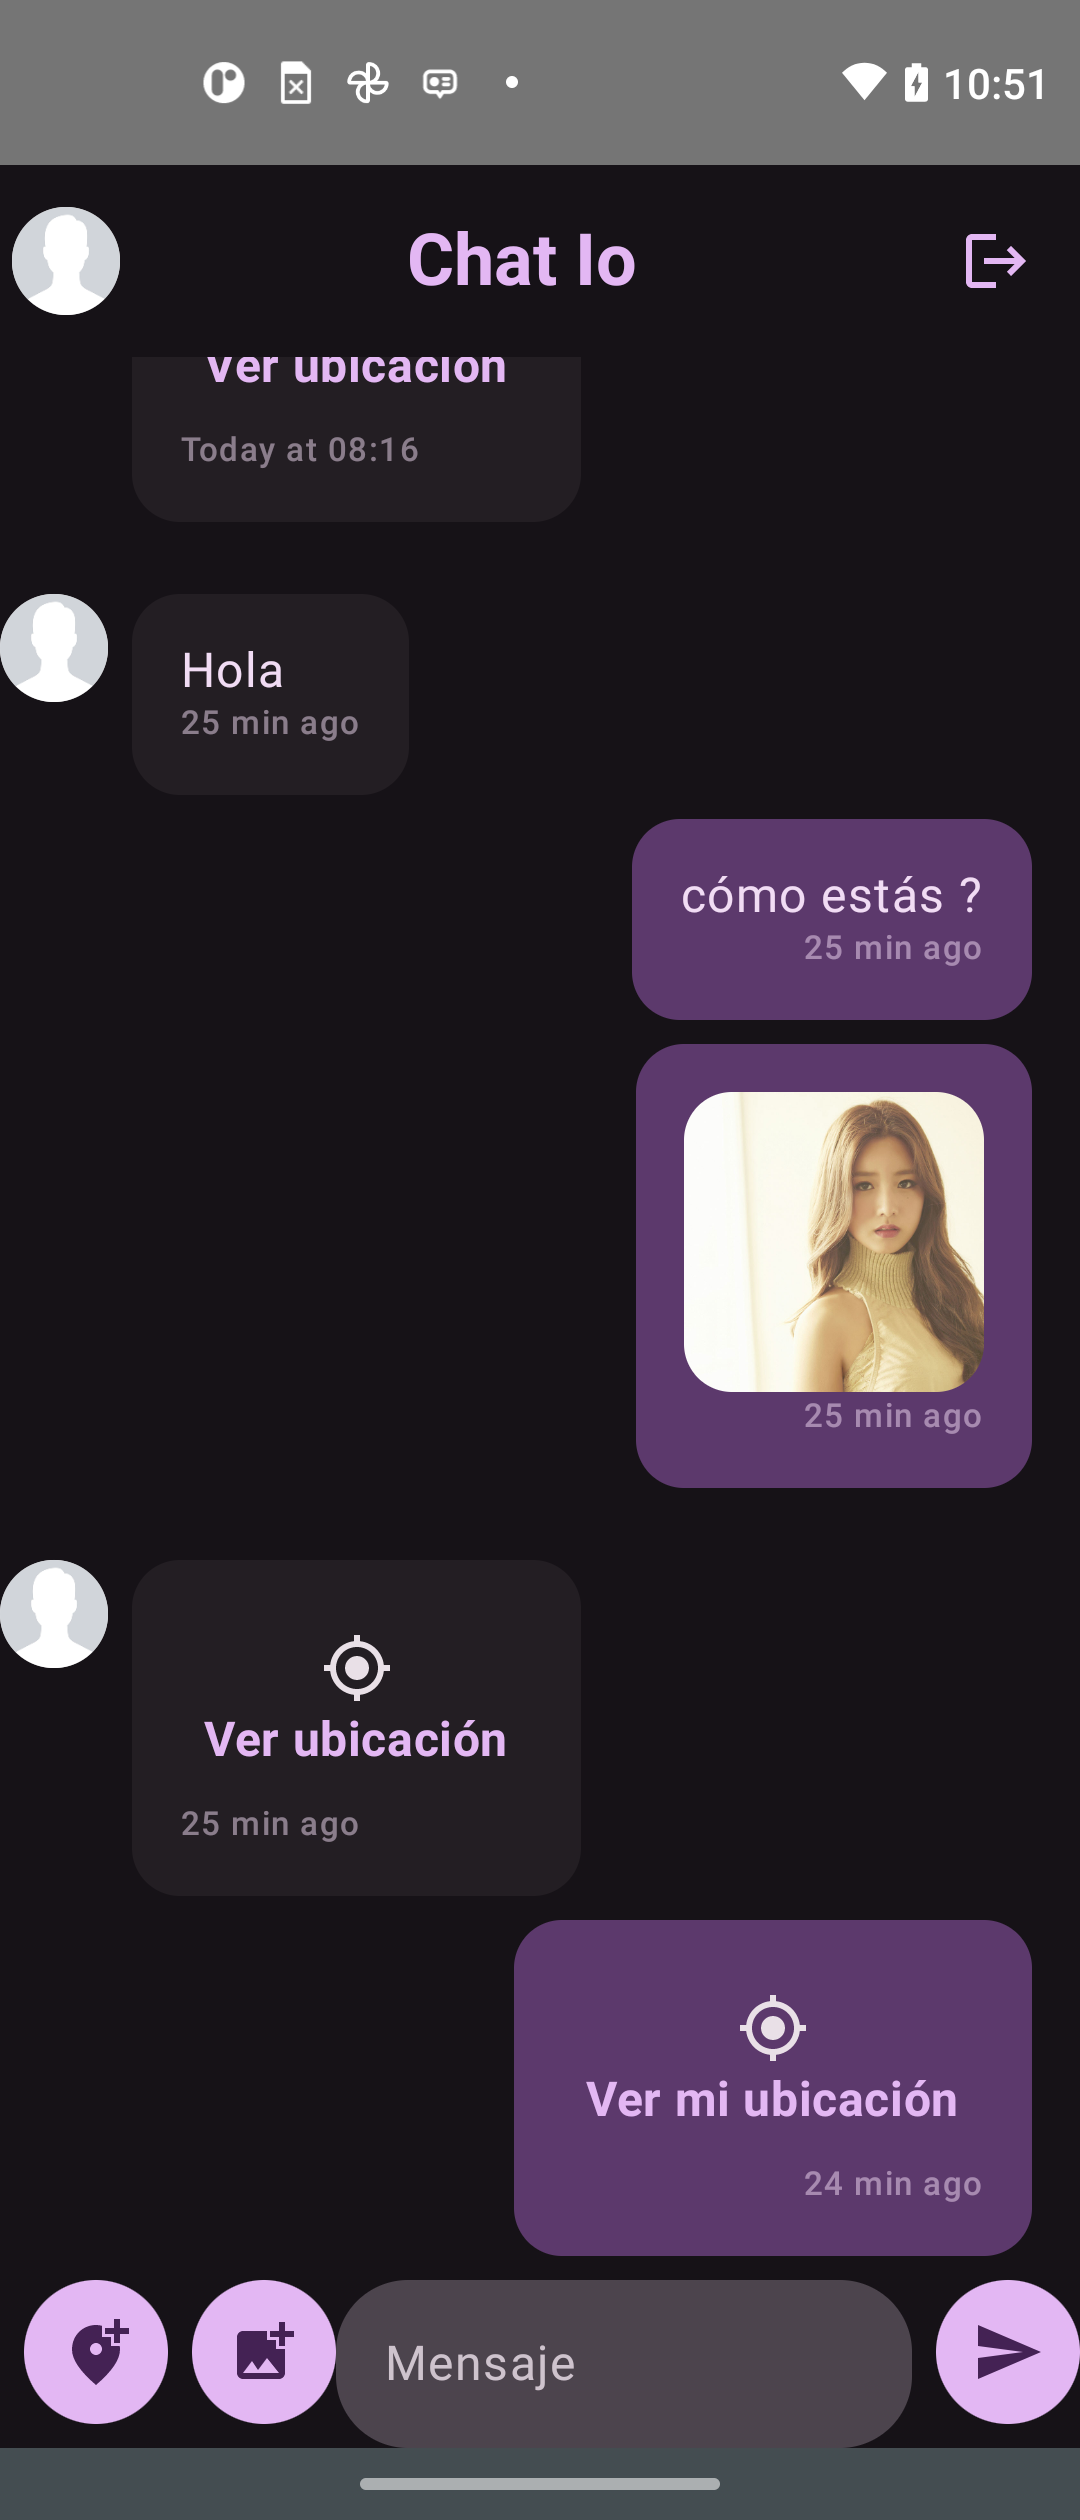 10:51
Chat Io
Ver ubicación
Today at 08:16
Hola
25 min ago
cómo estás ?
25 min ago
25 min ago
Ver ubicación
25 min ago
Ver mi ubicación
24 min ago
Mensaje